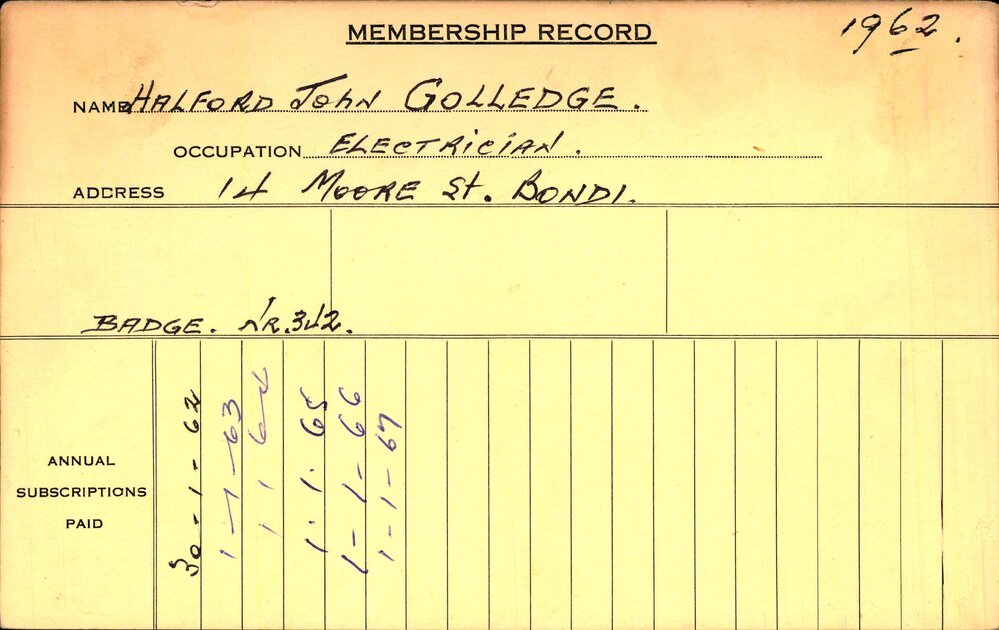 MEMBERSHIP RECORD
1962.
NAME HALFORD JOHN GOLLEDGE.
OCCUPATION ELECTRICIAN.
ADDRESS 14 MOORE St. BONDI.
BADGE. NR. 342.
ANNUAL
SUBSCRIPTIONS
PAID
30-1-62
1-1-63
1 1 64
1.1.65
1-1-66
1-1-67